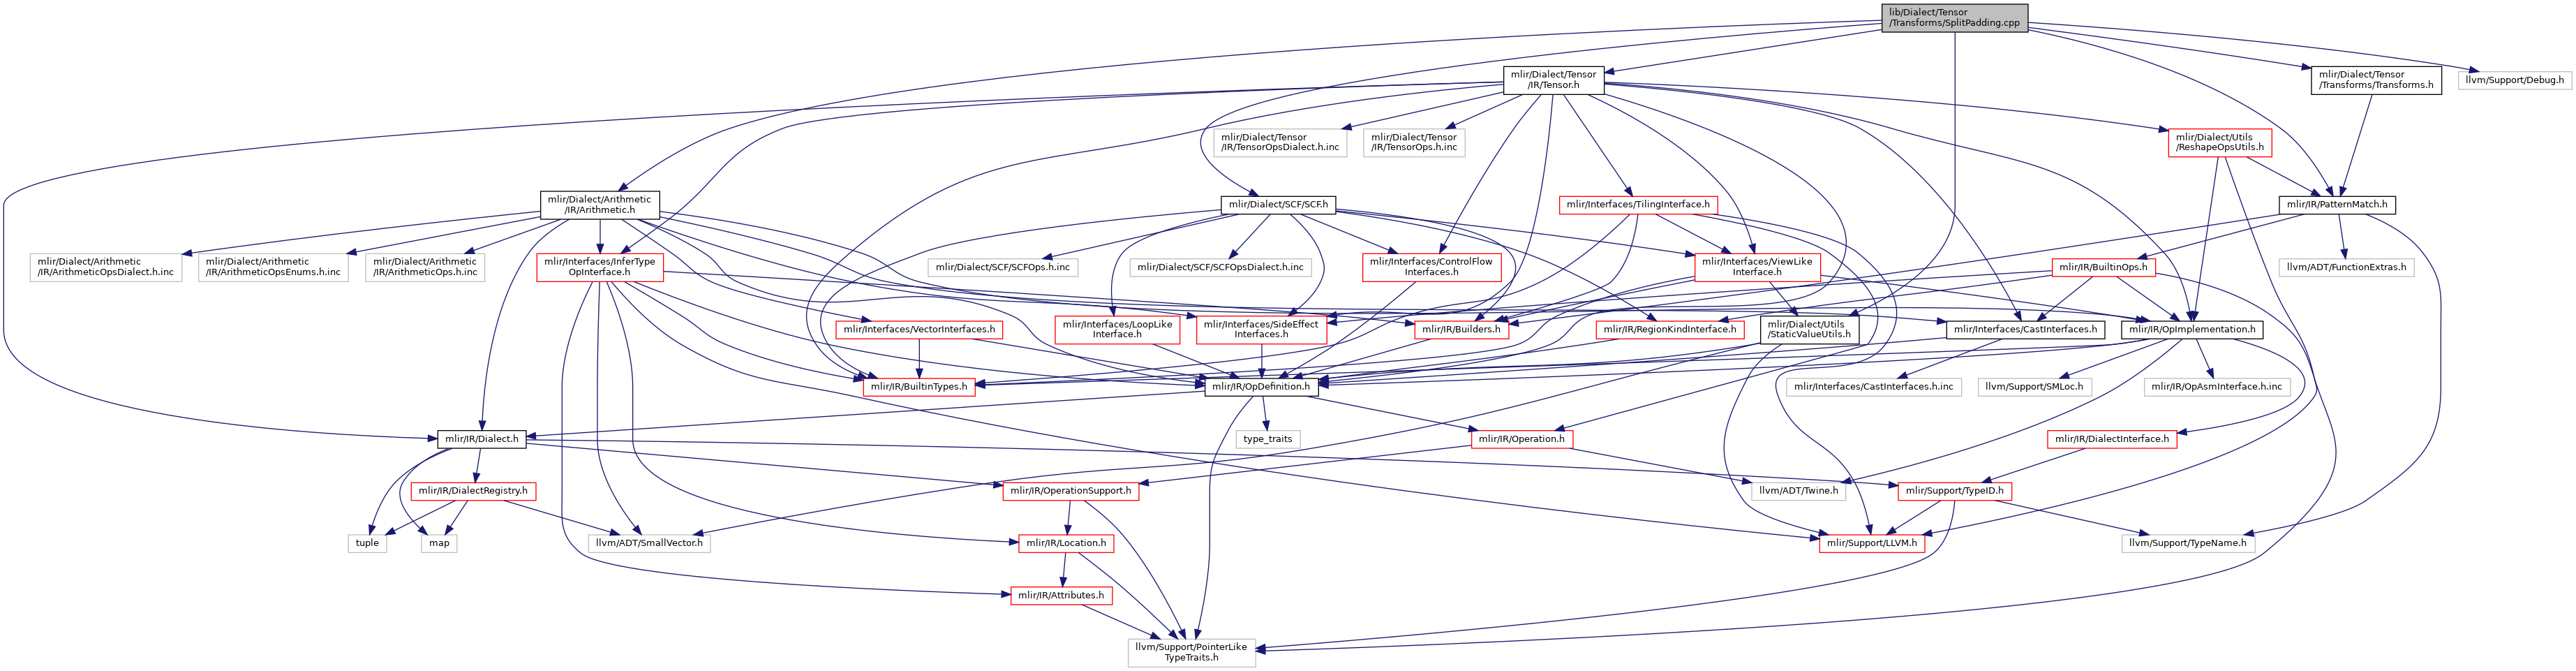 lib/Dialect/Tensor
/Transforms/SplitPadding.cpp
mlir/Dialect/Tensor
/IR/Tensor.h
mlir/Dialect/Tensor
/Transforms/Transforms.h
llvm/Support/Debug.h
mlir/Dialect/Tensor
/IR/TensorOpsDialect.h.inc
mlir/Dialect/Tensor
/IR/TensorOps.h.inc
mlir/Dialect/Utils
/ReshapeOpsUtils.h
mlir/Dialect/Arithmetic
/IR/Arithmetic.h
mlir/Dialect/SCF/SCF.h
mlir/Interfaces/TilingInterface.h
mlir/IR/PatternMatch.h
mlir/Dialect/Arithmetic
/IR/ArithmeticOpsDialect.h.inc
mlir/Dialect/Arithmetic
/IR/ArithmeticOpsEnums.h.inc
mlir/Dialect/Arithmetic
/IR/ArithmeticOps.h.inc
mlir/Interfaces/InferType
OpInterface.h
mlir/Dialect/SCF/SCFOps.h.inc
mlir/Dialect/SCF/SCFOpsDialect.h.inc
mlir/Interfaces/ControlFlow
Interfaces.h
mlir/Interfaces/ViewLike
Interface.h
mlir/IR/BuiltinOps.h
llvm/ADT/FunctionExtras.h
mlir/Interfaces/VectorInterfaces.h
mlir/Interfaces/LoopLike
Interface.h
mlir/Interfaces/SideEffect
Interfaces.h
mlir/IR/Builders.h
mlir/IR/RegionKindInterface.h
mlir/Dialect/Utils
/StaticValueUtils.h
mlir/Interfaces/CastInterfaces.h
mlir/IR/OpImplementation.h
mlir/IR/BuiltinTypes.h
mlir/IR/OpDefinition.h
mlir/Interfaces/CastInterfaces.h.inc
llvm/Support/SMLoc.h
mlir/IR/OpAsmInterface.h.inc
mlir/IR/Dialect.h
type_traits
mlir/IR/Operation.h
mlir/IR/DialectInterface.h
mlir/IR/DialectRegistry.h
mlir/IR/OperationSupport.h
llvm/ADT/Twine.h
mlir/Support/TypeID.h
tuple
map
llvm/ADT/SmallVector.h
mlir/IR/Location.h
mlir/Support/LLVM.h
llvm/Support/TypeName.h
mlir/IR/Attributes.h
llvm/Support/PointerLike
TypeTraits.h